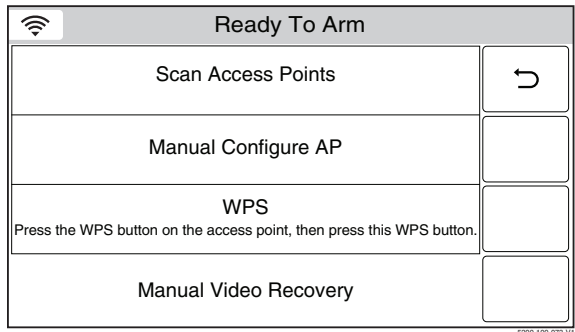 Ready To Arm
Scan Access Points
Manual Configure AP
WPS
Press the WPS button on the access point, then press this WPS button.
Manual Video Recovery